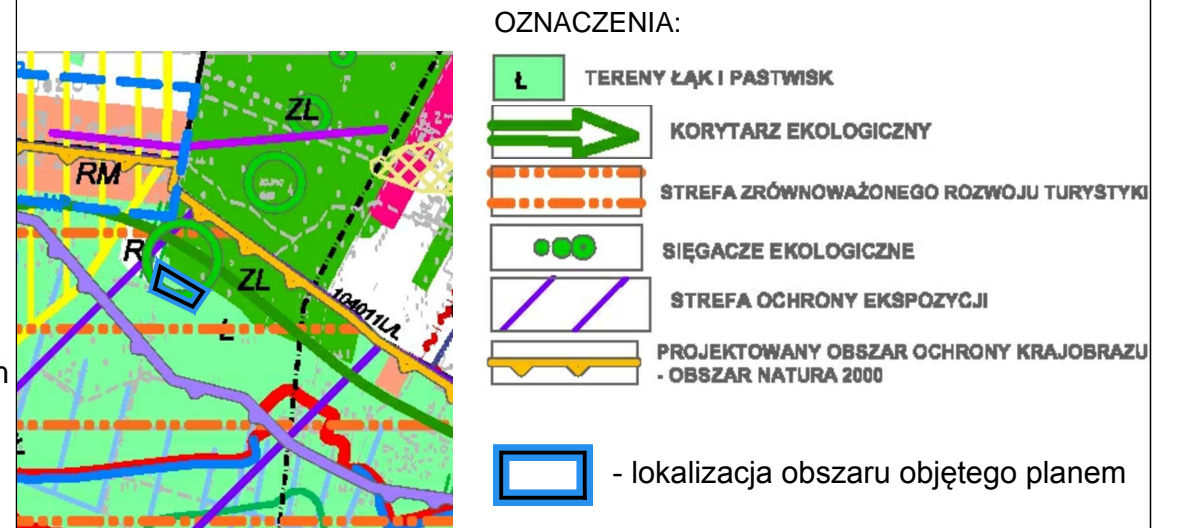 OZNACZENIA:
Ł TERENY ŁĄK I PASTWISK
KORYTARZ EKOLOGICZNY
STREFA ZRÓWNOWAŻONEGO ROZWOJU TURYSTYKI
SIĘGACZE EKOLOGICZNE
STREFA OCHRONY EKSPOZYCJI
PROJEKTOWANY OBSZAR OCHRONY KRAJOBRAZU
- OBSZAR NATURA 2000
- lokalizacja obszaru objętego planem
ZL
RM
R
ZL
Ł
n